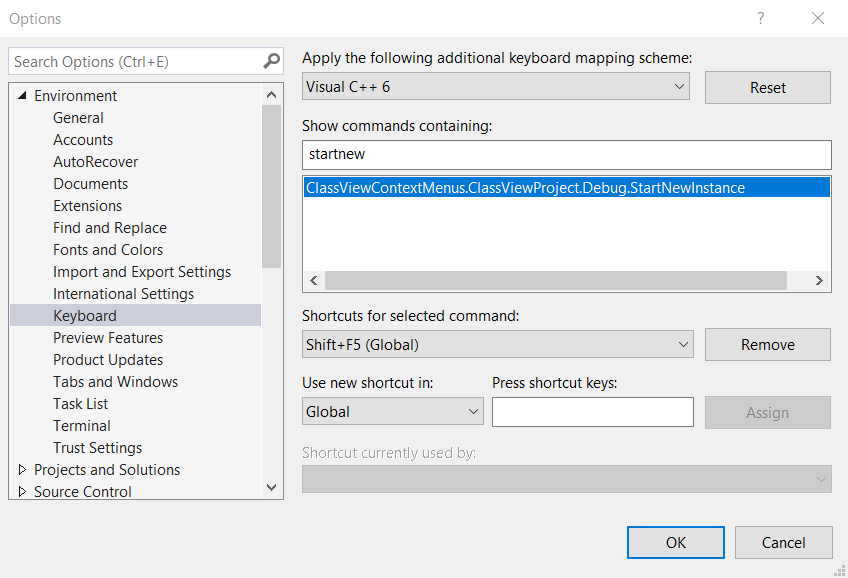 Options
?
Search Options (Ctrl+E)
Environment
General
Accounts
AutoRecover
Documents
Extensions
Find and Replace
Fonts and Colors
Import and Export Settings
International Settings
Keyboard
Preview Features
Product Updates
Tabs and Windows
Task List
Terminal
Trust Settings
Projects and Solutions
Source Control
Apply the following additional keyboard mapping scheme:
Visual C++ 6
Reset
Show commands containing:
startnew
ClassViewContextMenus.ClassViewProject.Debug.StartNewInstance
Shortcuts for selected command:
Shift+F5 (Global)
Remove
Use new shortcut in:
Press shortcut keys:
Global
Assign
Shortcut currently used by:
OK
Cancel